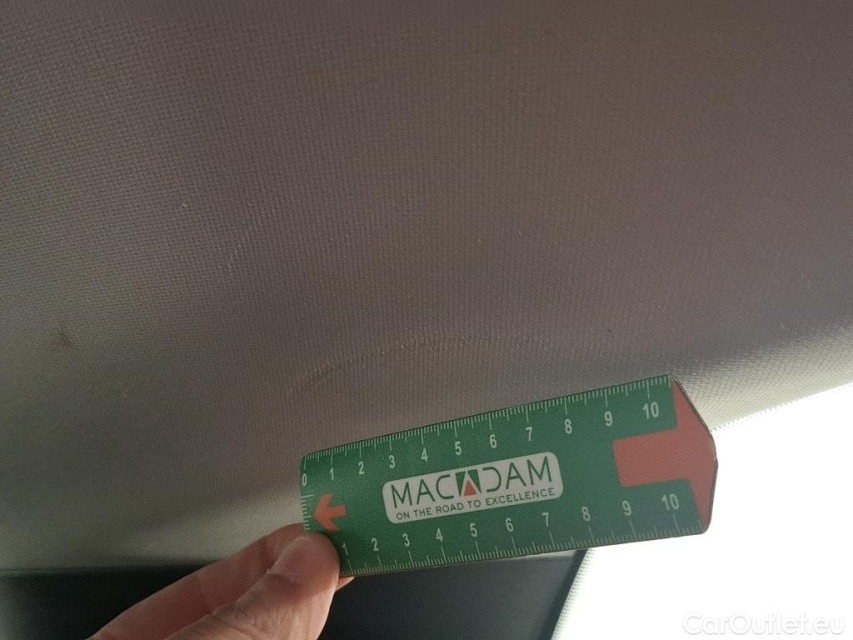 0 1 2 3 4 5 6 7 8 9 10
MACADAM
ON THE ROAD TO EXCELLENCE
1 2 3 4 5 6 7 8 9 10
CarOutlet.eu